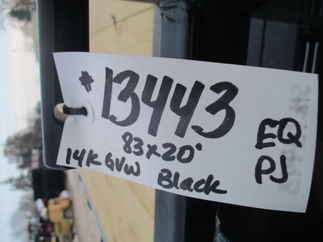 *13443
83x20'
EQ
14K GVW Black PJ